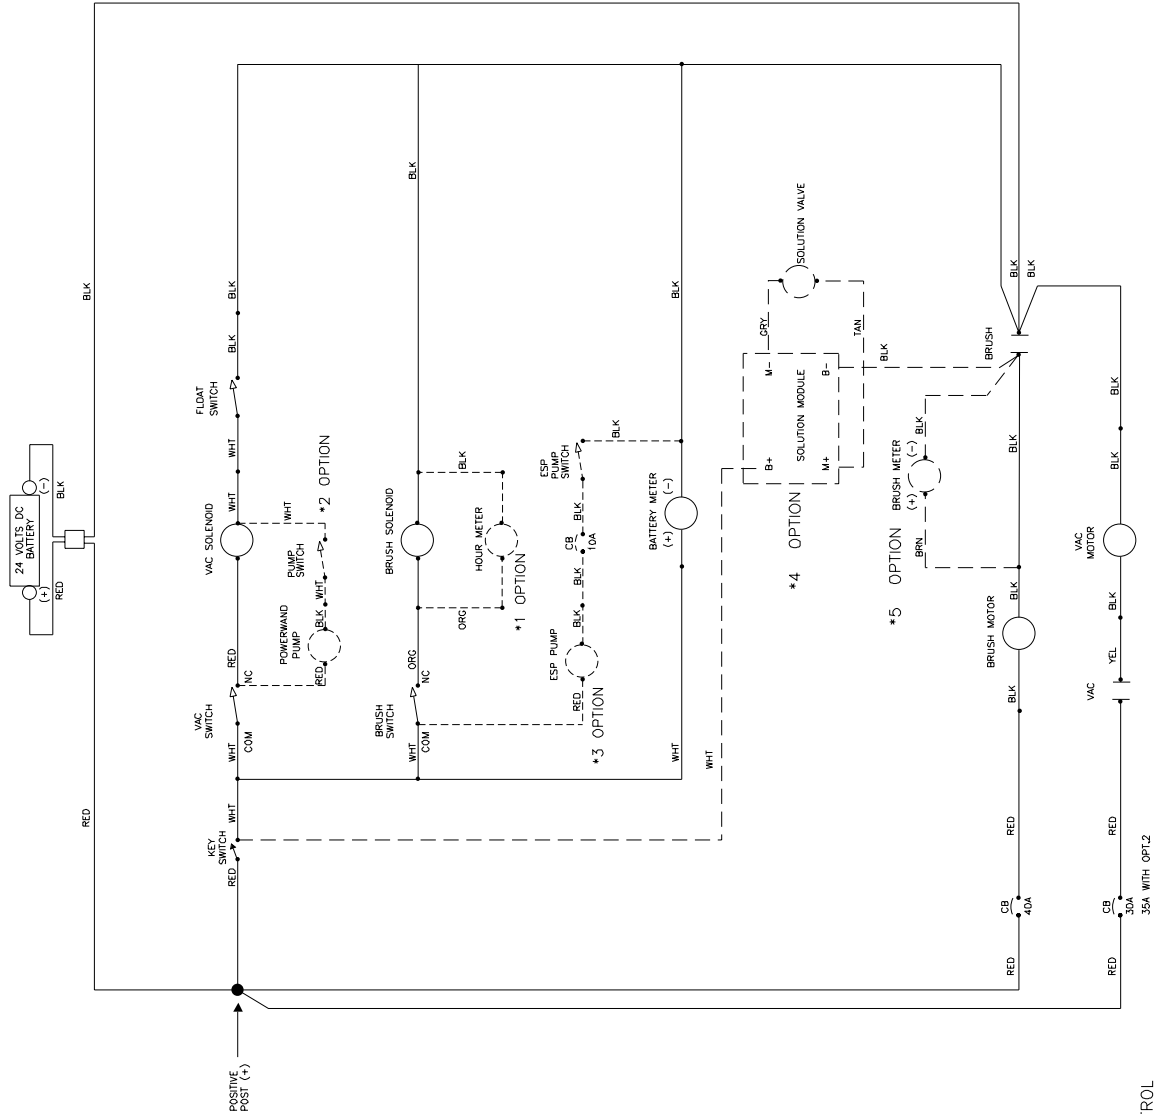 24 VOLTS DC
BATTERY
(+)
(-)
RED
BLK
RED
BLK
POSITIVE
POST (+)
RED
KEY
SWITCH
WHT
WHT
COM
VAC
SWITCH
NC
RED
VAC SOLENOID
WHT
WHT
FLOAT
SWITCH
BLK
BLK
RED
POWERWAND
PUMP
BLK
WHT
PUMP
SWITCH
WHT
*2 OPTION
WHT
COM
BRUSH
SWITCH
NC
ORG
BRUSH SOLENOID
BLK
ORG
HOUR METER
BLK
*1 OPTION
RED
ESP PUMP
BLK
BLK
CB
10A
BLK
ESP
PUMP
SWITCH
BLK
*3 OPTION
WHT
BATTERY METER
(+)
(-)
BLK
WHT
B+
M-
SOLUTION MODULE
M+
B-
GRY
TAN
SOLUTION VALVE
BLK
*4 OPTION
BRN
BRUSH METER
(+)
(-)
BLK
*5 OPTION
RED
CB
40A
RED
BLK
BRUSH MOTOR
BLK
BLK
BRUSH
BLK
BLK
RED
CB
30A
35A WITH OPT.2
RED
VAC
YEL
BLK
VAC
MOTOR
BLK
BLK
TROL